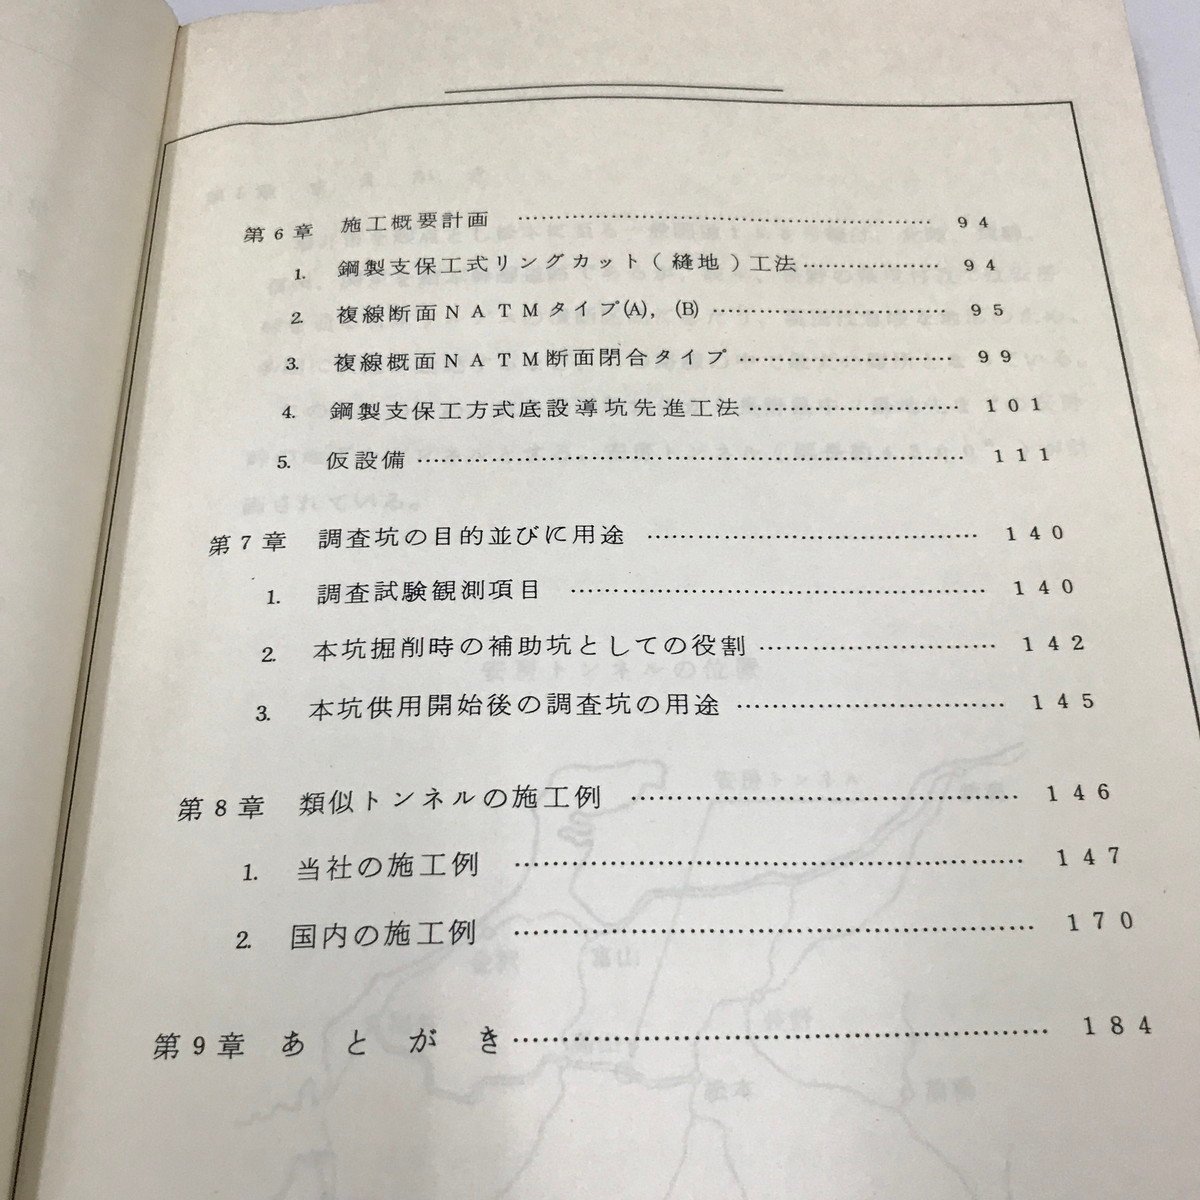 第6章 施工概要計画 …………………………………… 94
1. 鋼製支保工式リングカット(縫地)工法 ……………… 94
2. 複線断面NATMタイプ(A), (B) …………………… 95
3. 複線概面NATM断面閉合タイプ …………………… 99
4. 鋼製支保工方式底設導坑先進工法 …………………… 101
5. 仮設備 …………………………………………… 111
第7章 調査坑の目的並びに用途 …………………………… 140
1. 調査試験観測項目 …………………………………… 140
2. 本坑掘削時の補助坑としての役割 …………………… 142
3. 本坑供用開始後の調査坑の用途 ……………………… 145
第8章 類似トンネルの施工例 ……………………………… 146
1. 当社の施工例 ………………………………………… 147
2. 国内の施工例 ………………………………………… 170
第9章 あとがき …………………………………………… 184